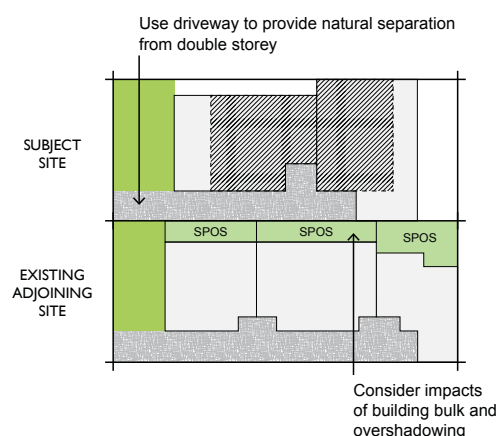 Use driveway to provide natural separation
from double storey
SUBJECT
SITE
SPOS
SPOS
SPOS
EXISTING
ADJOINING
SITE
Consider impacts
of building bulk and
overshadowing